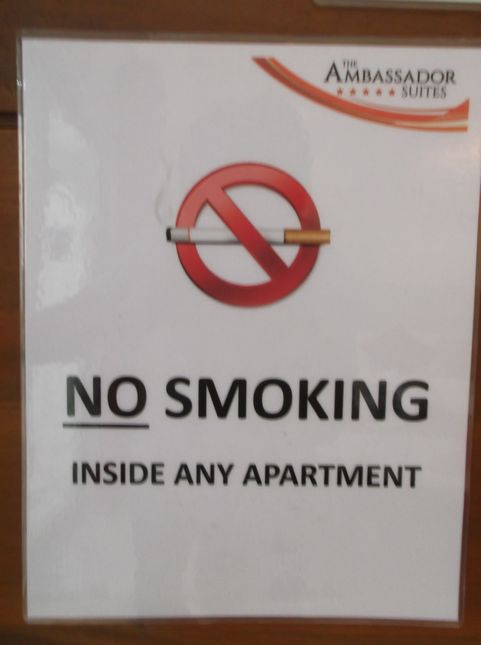 THE
AMBASSADOR
SUITES
NO SMOKING
INSIDE ANY APARTMENT